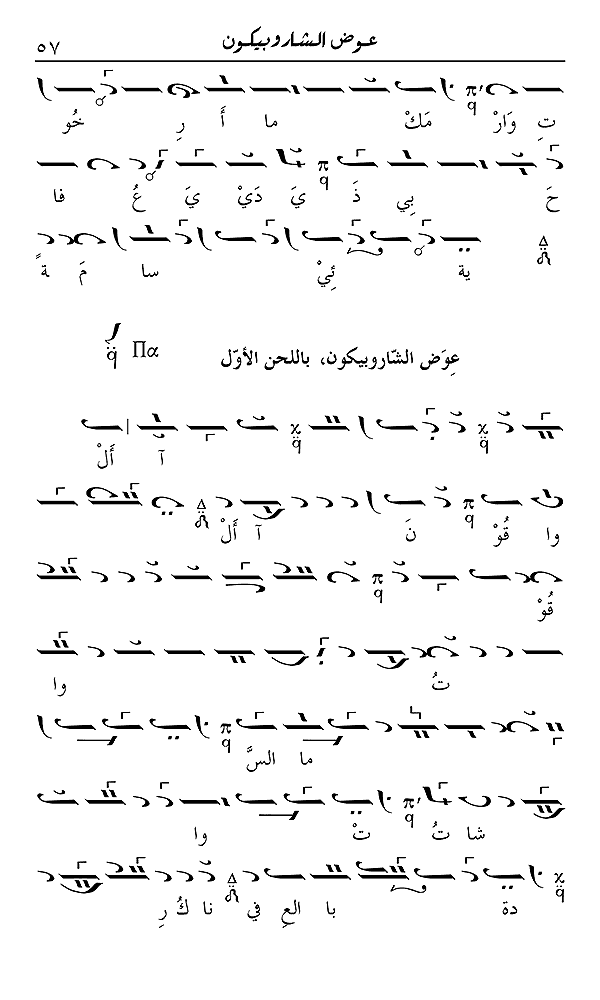 عوض الشاروبيكون ٥٧
تِ وَارْ مَكْ ما أَ رِ خُو
حَ بِي ذَ يَ دَيْ يَ عُ فا
ية ئِيْ سا مَ ةً
عِوَض الشّاروبيكون، باللحن الأوّل Πα q̈
آ أَلْ
وا قُوْ نَ آ أَلْ
قُوْ
تُ وا
ما السَّ
شا تُ تْ وا
دة با العِ في نا كُ رِ